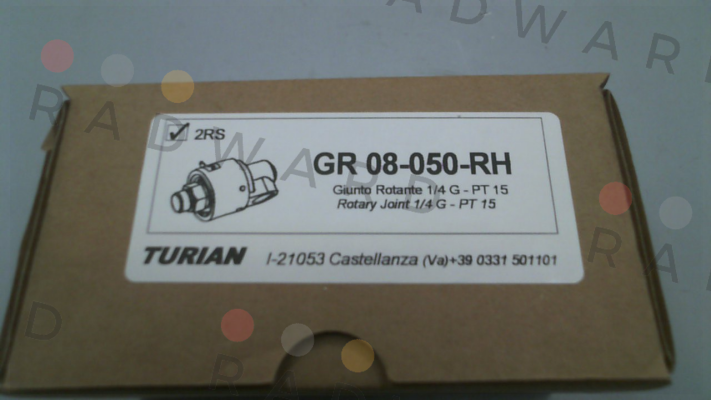 RADWARD
2RS
GR 08-050-RH
Giunto Rotante 1/4 G - PT 15
Rotary Joint 1/4 G - PT 15
TURIAN I-21053 Castellanza (Va)+39 0331 501101